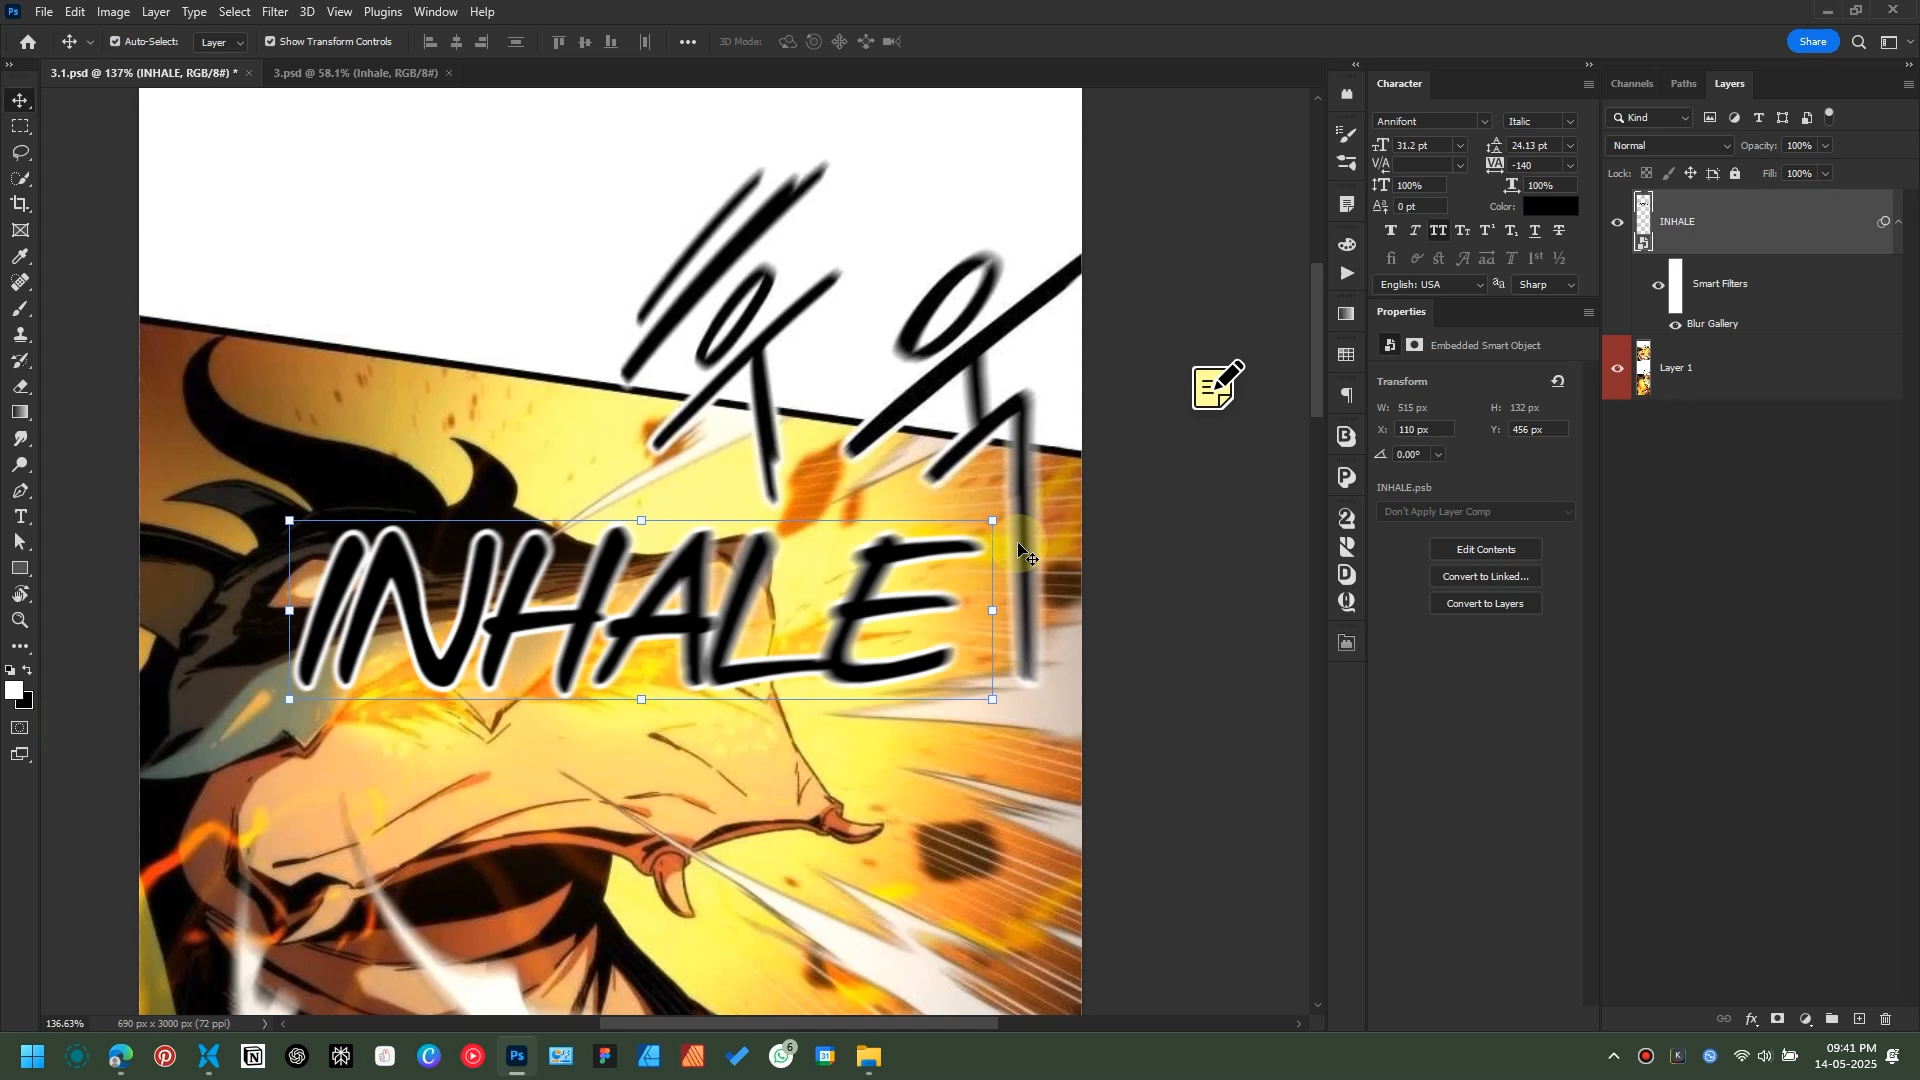 Ps File Edit Image Layer Type Select Filter 3D View Plugins Window Help
Auto-Select: Layer Show Transform Controls 3D Mode: Share
3.1.psd @ 137% (INHALE, RGB/8#) * 3.psd @ 58.1% (Inhale, RGB/8#)
Character
Annifont Italic
31.2 pt 24.13 pt
-140
100% 100%
0 pt Color:
English: USA Sharp
Properties
Embedded Smart Object
Transform
W: 515 px H: 132 px
X: 110 px Y: 456 px
0.00°
INHALE.psb
Don't Apply Layer Comp
Edit Contents
Convert to Linked...
Convert to Layers
Channels Paths Layers
Kind
Normal Opacity: 100%
Lock: Fill: 100%
INHALE
Smart Filters
Blur Gallery
Layer 1
INHALE
136.63% 690 px x 3000 px (72 ppi)
6
31
09:41 PM
14-05-2025